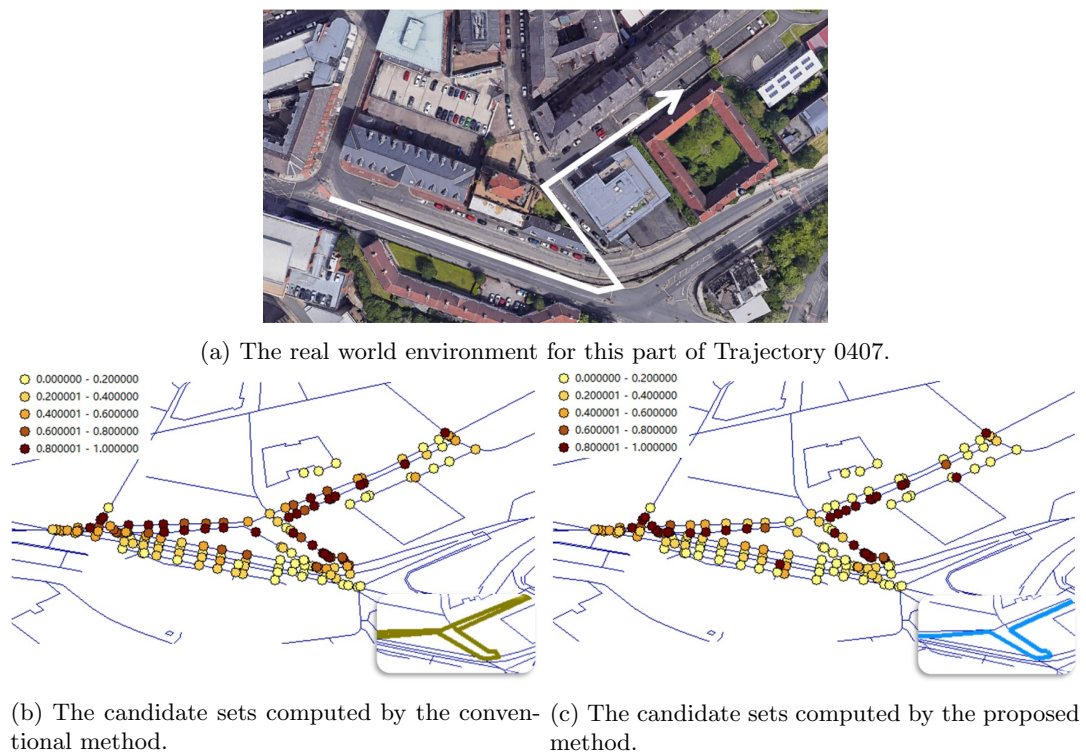 (a) The real world environment for this part of Trajectory 0407.
0.000000 - 0.200000
0.200001 - 0.400000
0.400001 - 0.600000
0.600001 - 0.800000
0.800001 - 1.000000
0.000000 - 0.200000
0.200001 - 0.400000
0.400001 - 0.600000
0.600001 - 0.800000
0.800001 - 1.000000
(b) The candidate sets computed by the conven-
tional method.
(c) The candidate sets computed by the proposed
method.